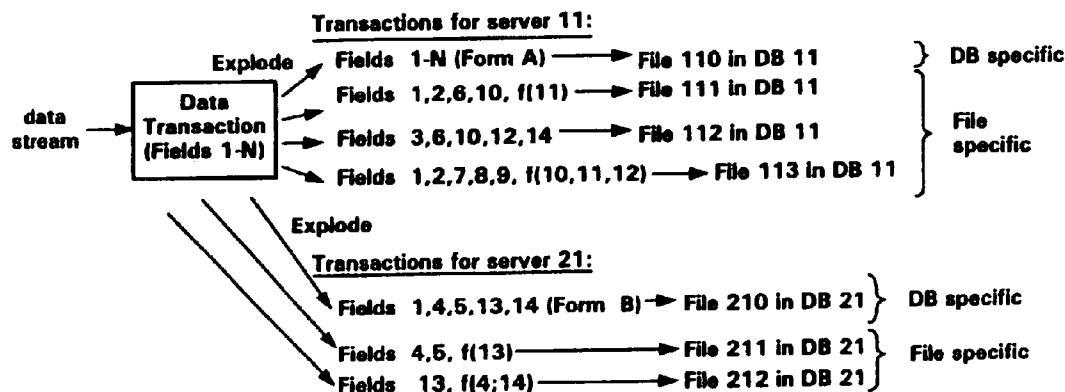 Transactions for server 11:
Explode
Fields 1-N (Form A) File 110 in DB 11 DB specific
data stream
Data Transaction (Fields 1-N)
Fields 1,2,6,10, f(11) File 111 in DB 11
Fields 3,6,10,12,14 File 112 in DB 11
File specific
Fields 1,2,7,8,9, f(10,11,12) File 113 in DB 11
Explode
Transactions for server 21:
Fields 1,4,5,13,14 (Form B) File 210 in DB 21 DB specific
Fields 4,5, f(13) File 211 in DB 21
File specific
Fields 13, f(4;14) File 212 in DB 21